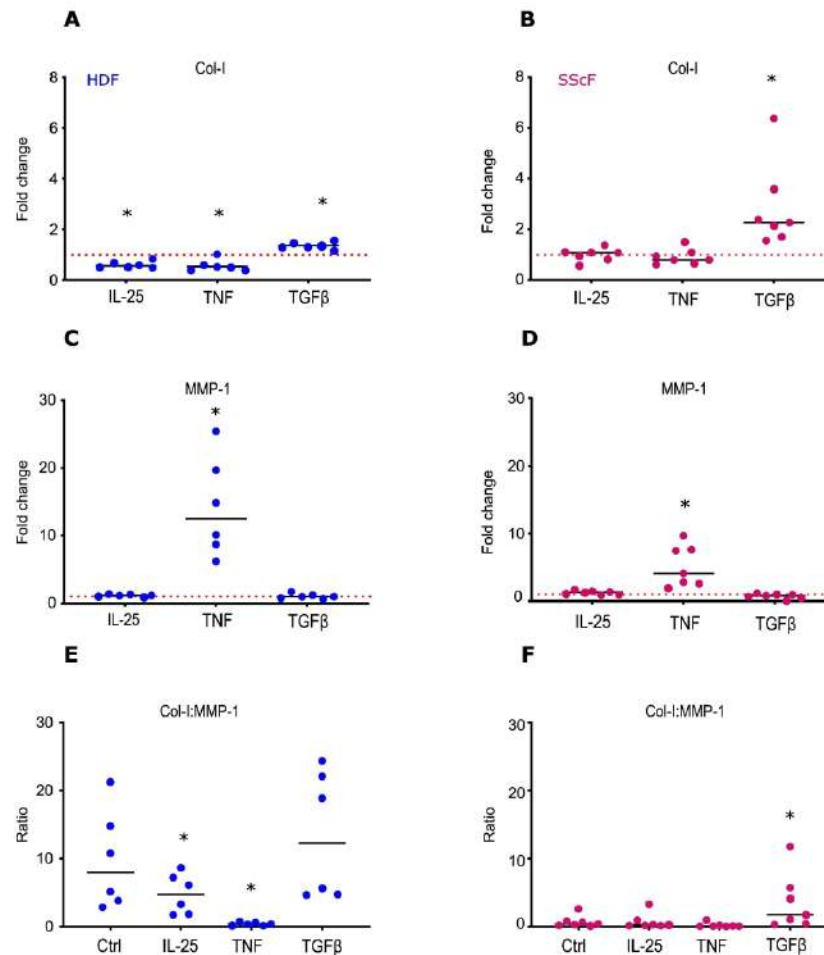 A
HDF
Col-I
8
6
4
2
0
Fold change
*
*
*
IL-25 TNF TGFβ
B
SScF
Col-I
8
6
4
2
0
Fold change
*
IL-25 TNF TGFβ
C
MMP-1
30
20
10
0
Fold change
*
IL-25 TNF TGFβ
D
MMP-1
30
20
10
0
Fold change
*
IL-25 TNF TGFβ
E
Col-I:MMP-1
30
20
10
0
Ratio
*
*
Ctrl IL-25 TNF TGFβ
F
Col-I:MMP-1
30
20
10
0
Ratio
*
Ctrl IL-25 TNF TGFβ